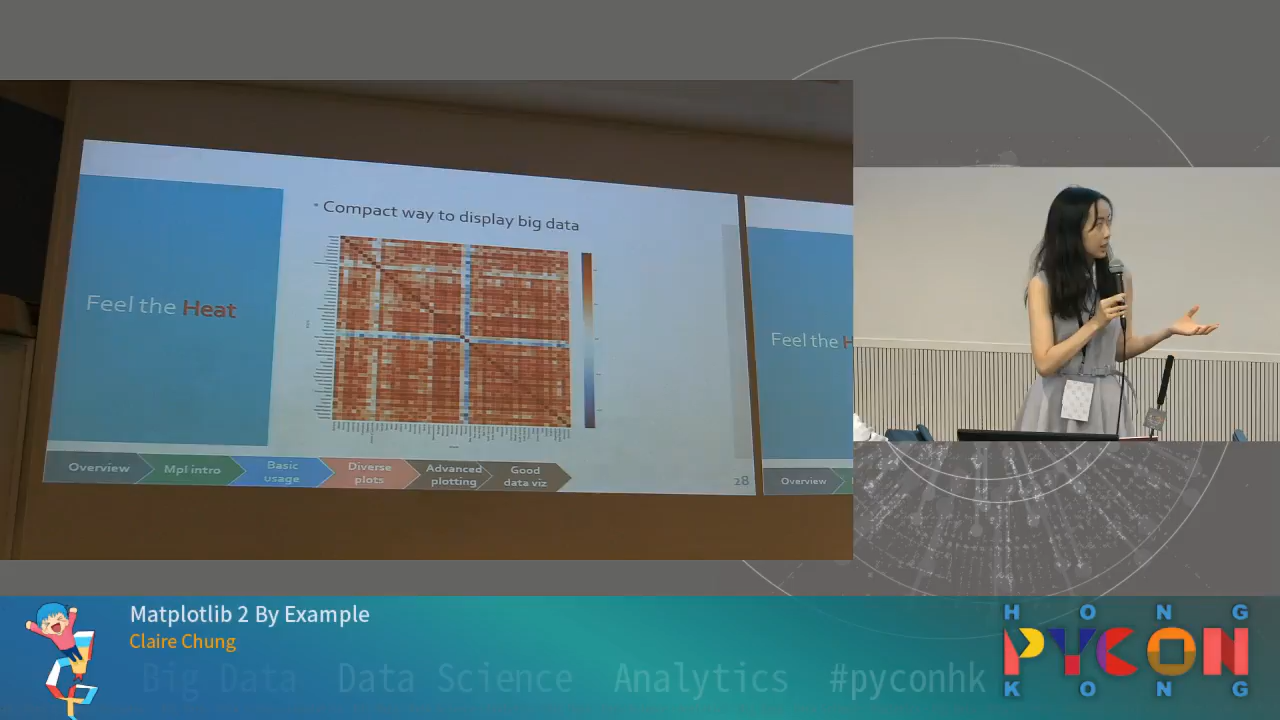 • Compact way to display big data
Feel the Heat
Overview
Mpl intro
Basic
usage
Diverse
plots
Advanced
plotting
Good
data viz
28
Feel the H
Overview
Matplotlib 2 By Example
Claire Chung
Big Data Data Science Analytics #pyconhk
HONG
PYCON
KONG